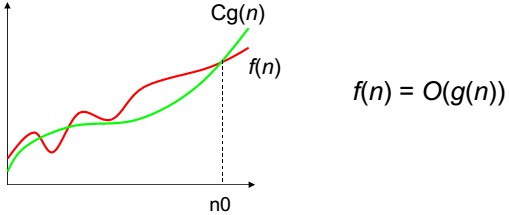 Cg(n)
f(n)
f(n) = O(g(n))
n0